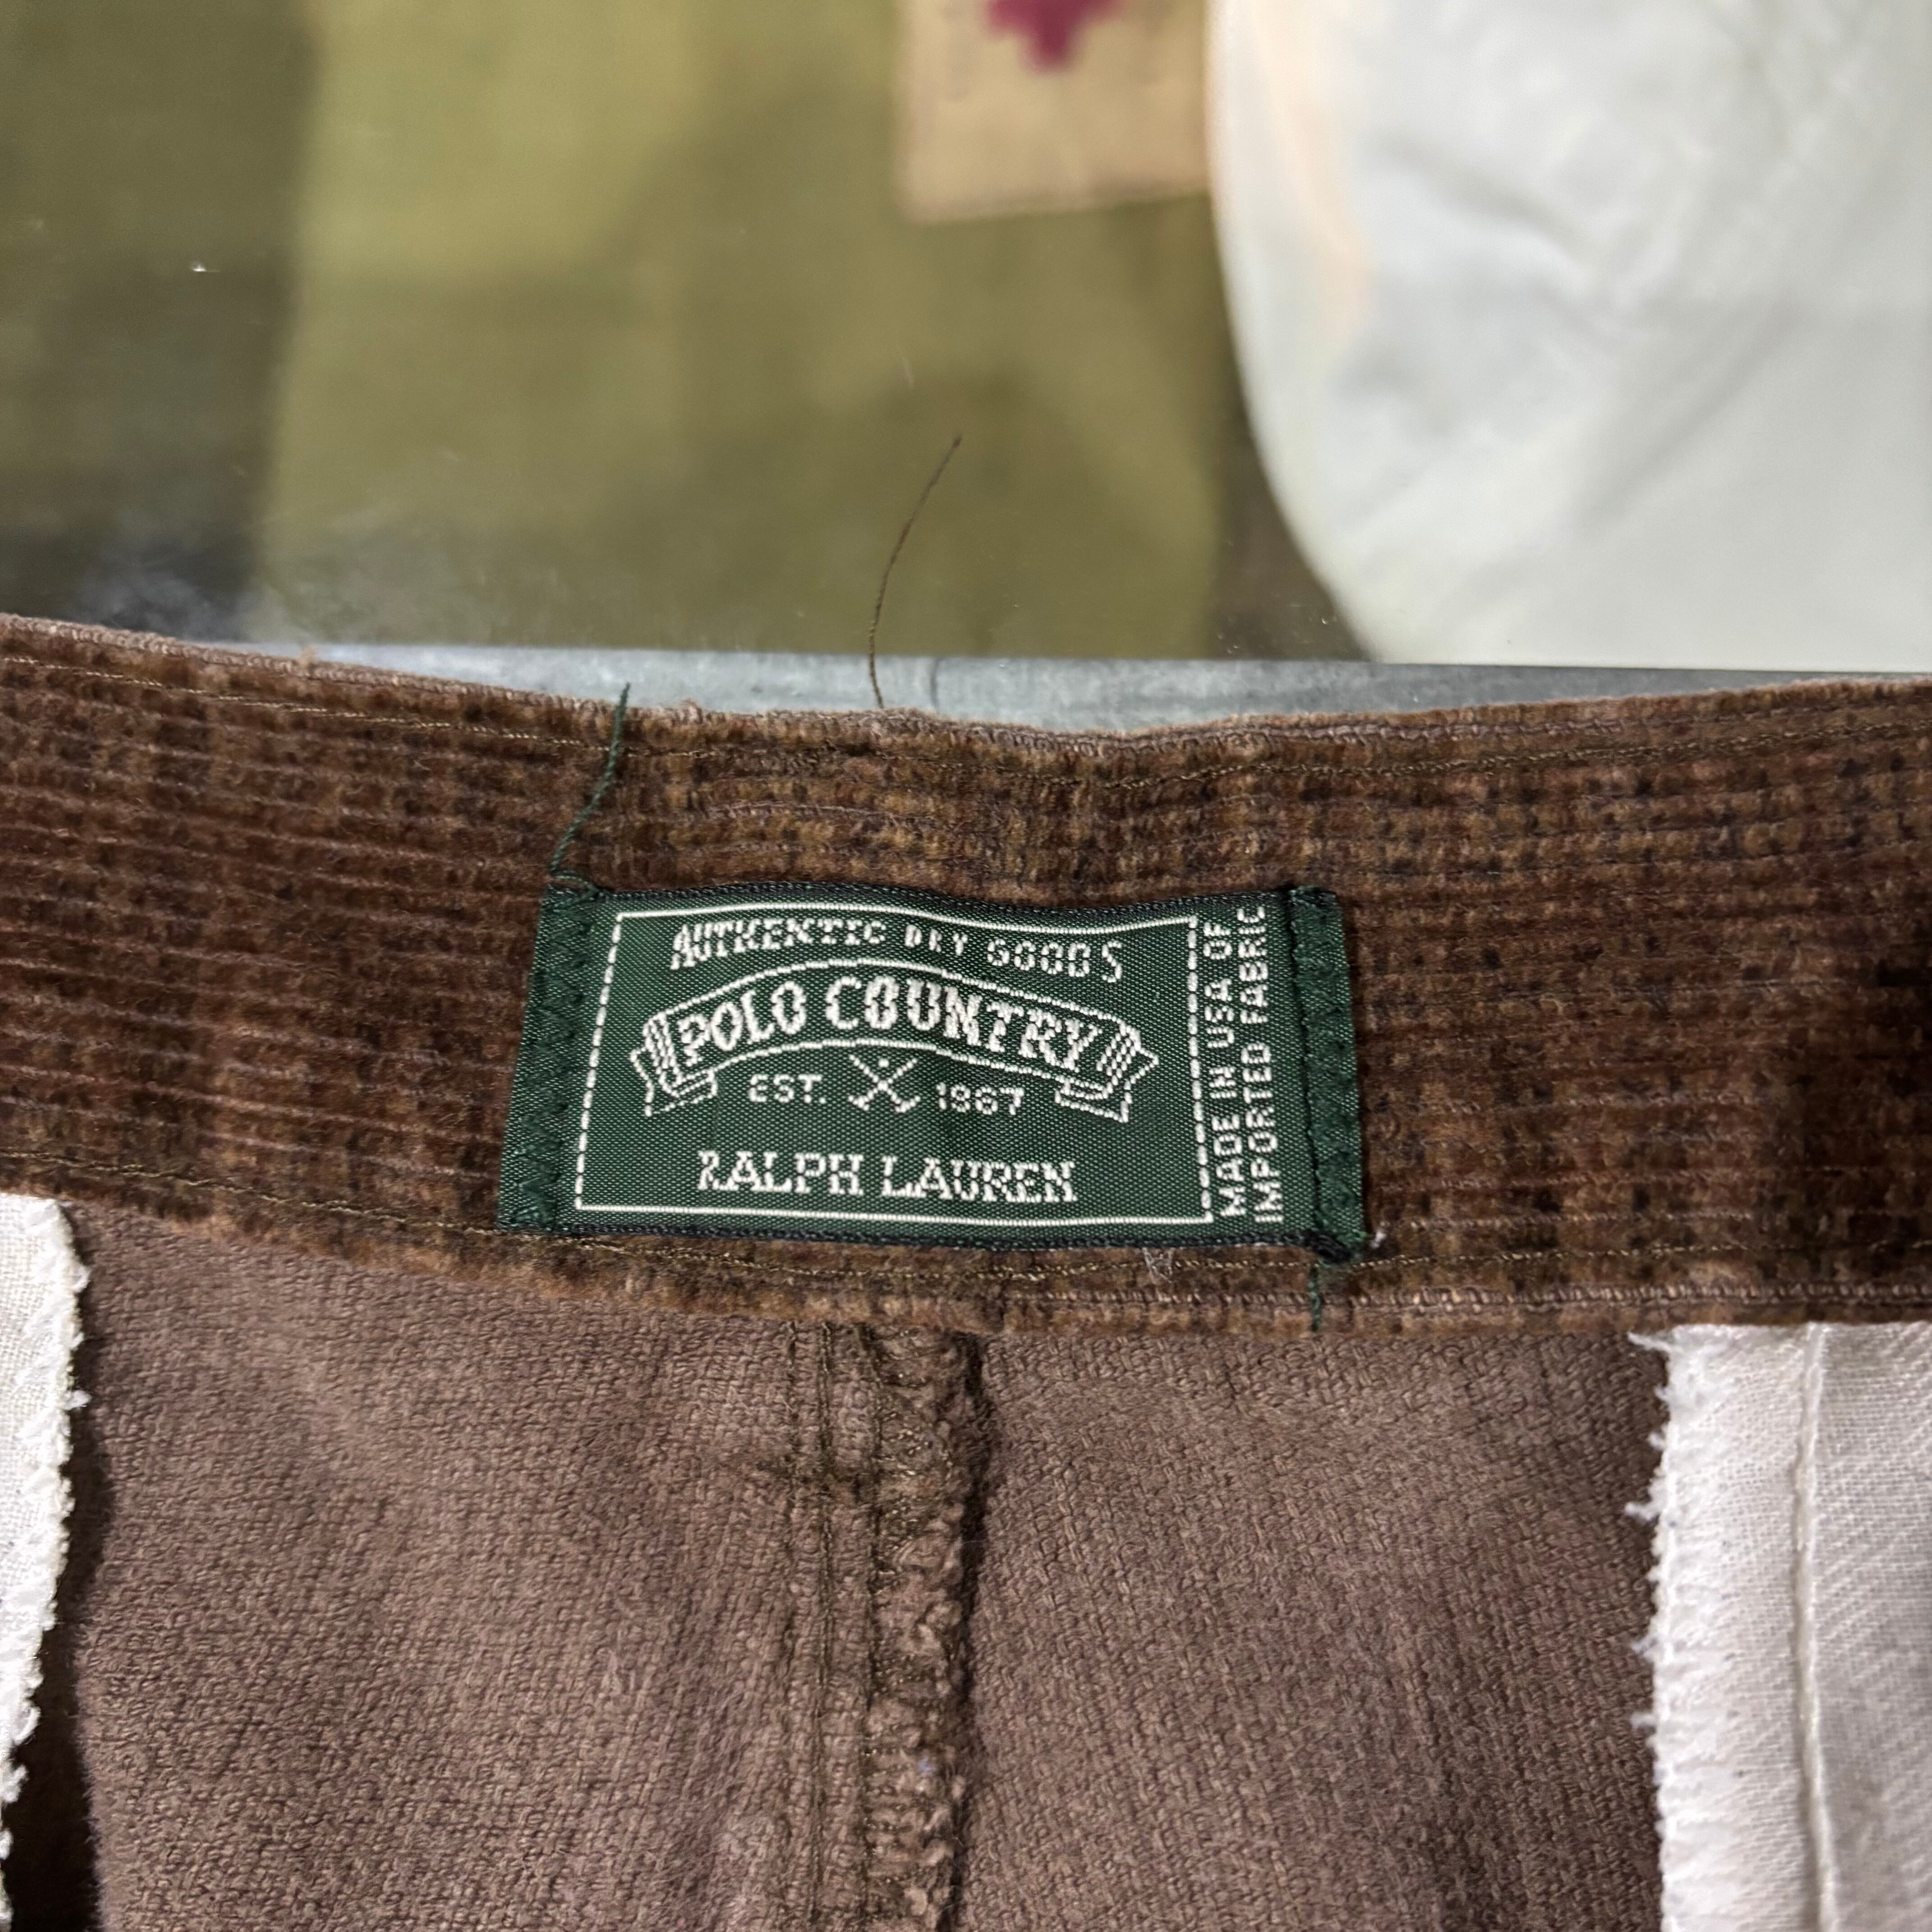 AUTHENTIC DRY GOODS
POLO COUNTRY
EST. 1967
RALPH LAUREN
MADE IN USA OF
IMPORTED FABRIC